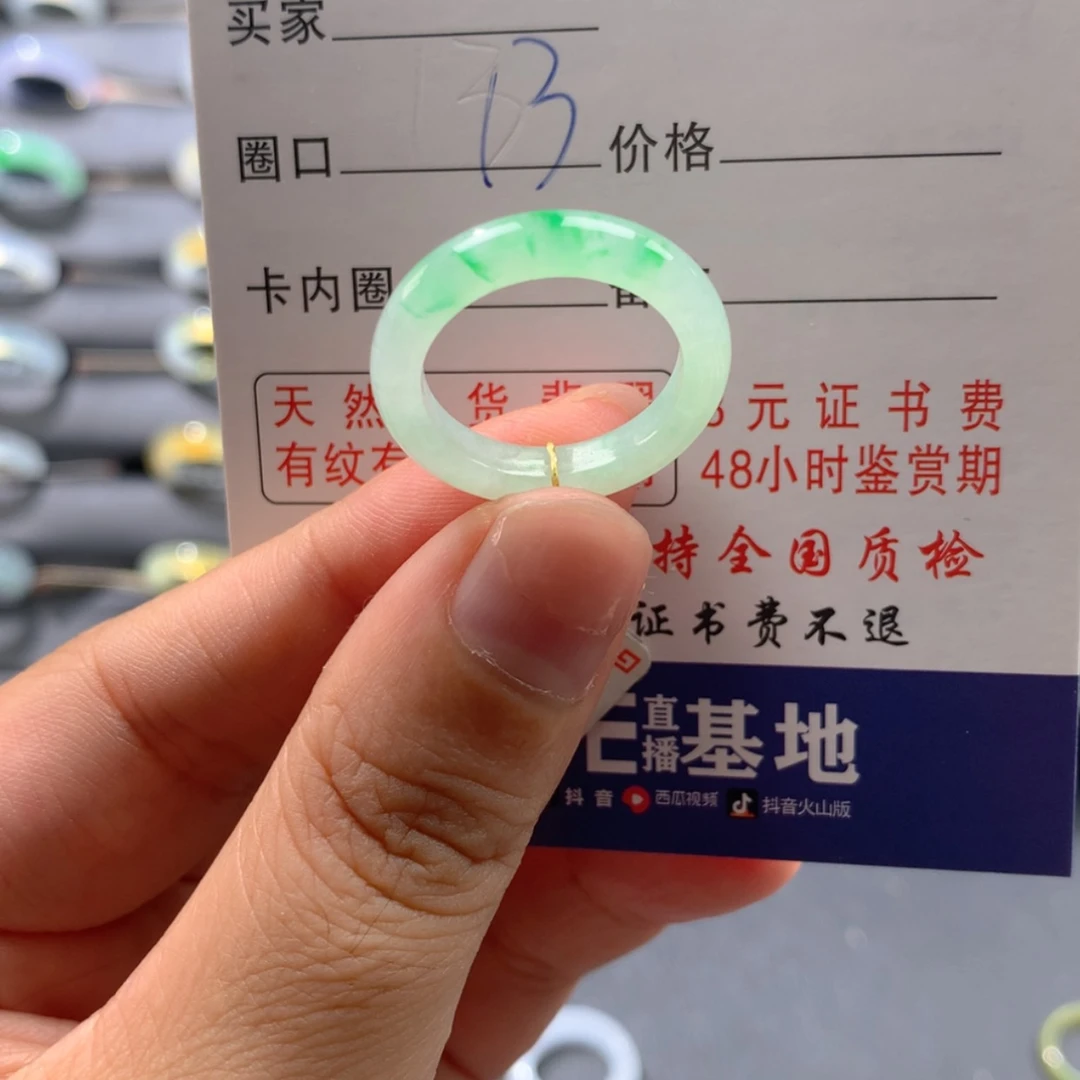 买家
圈口 13 价格
卡内圈
天然 货 元证书费
有纹有 48小时鉴赏期
持全国质检
证书费不退
直播基地
抖音 西瓜视频 抖音火山版